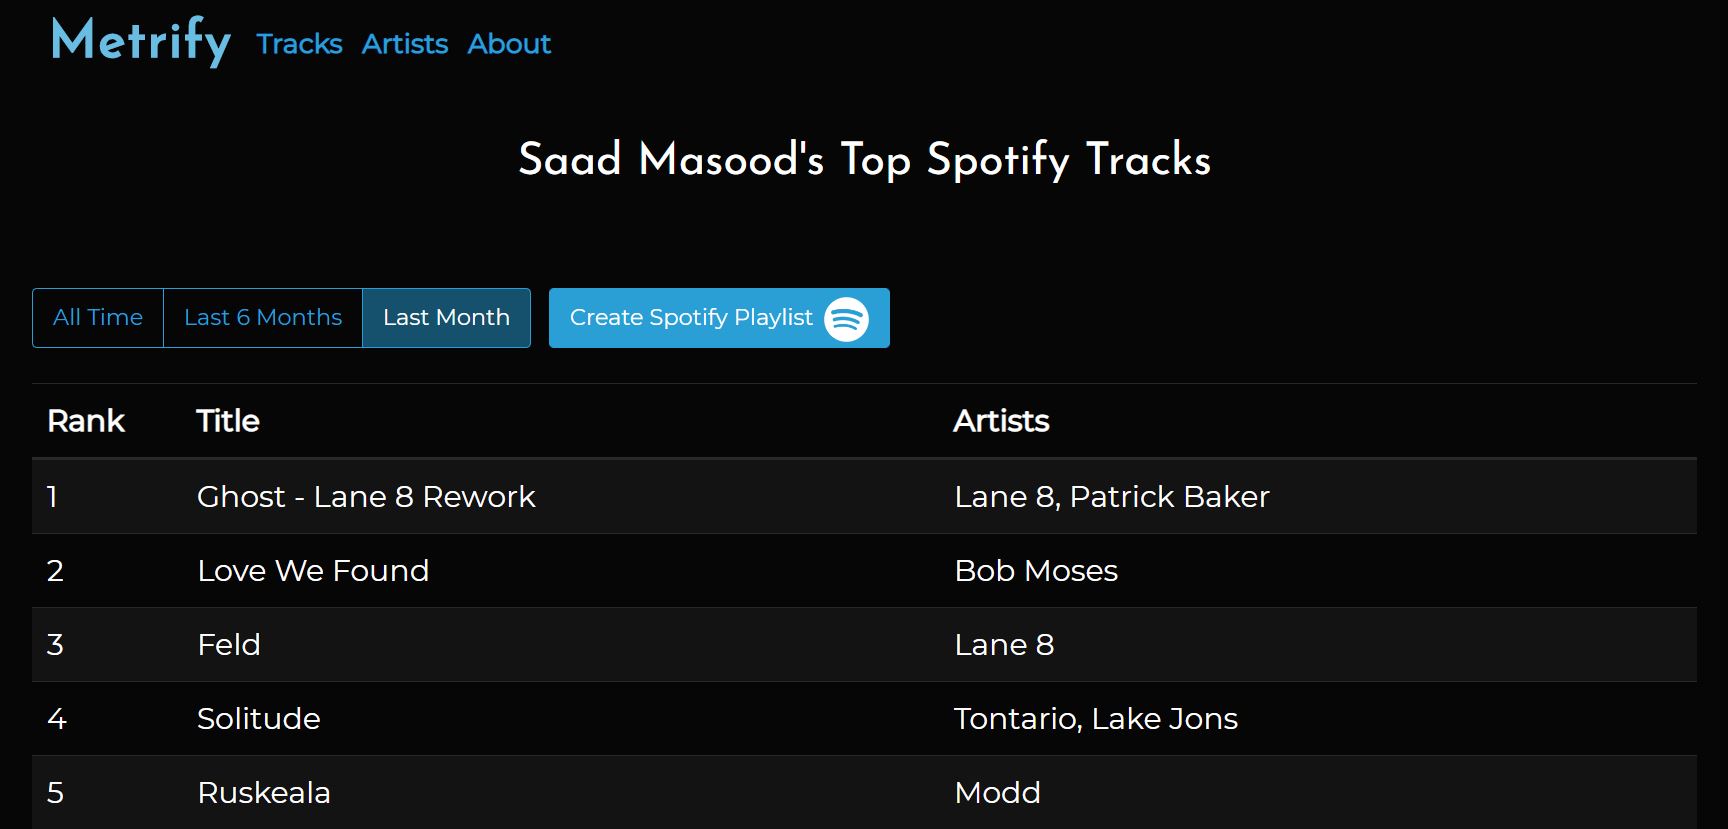 Metrify Tracks Artists About
Saad Masood's Top Spotify Tracks
All Time Last 6 Months Last Month Create Spotify Playlist
Rank Title Artists
1 Ghost - Lane 8 Rework Lane 8, Patrick Baker
2 Love We Found Bob Moses
3 Feld Lane 8
4 Solitude Tontario, Lake Jons
5 Ruskeala Modd